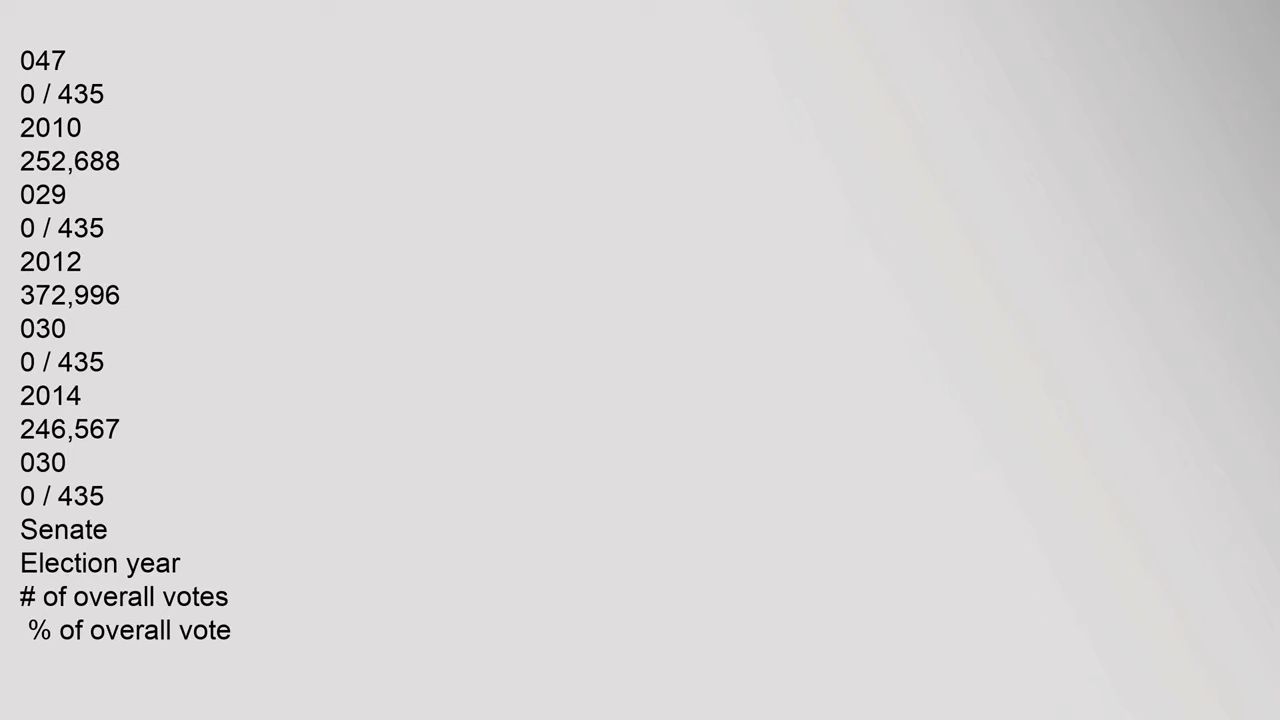 047
0 / 435
2010
252,688
029
0 / 435
2012
372,996
030
0 / 435
2014
246,567
030
0 / 435
Senate
Election year
# of overall votes
% of overall vote